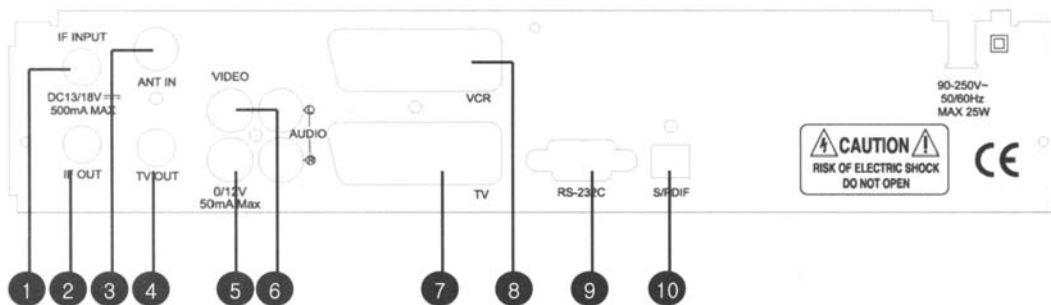 IF INPUT
ANT IN
DC13/18V⎓
500mA MAX
IF OUT
TV OUT
VIDEO
L
AUDIO
R
0/12V
50mA/Max
VCR
TV
RS-232C
S/PDIF
90-250V~
50/60Hz
MAX 25W
CAUTION
RISK OF ELECTRIC SHOCK
DO NOT OPEN
CE
1 2 3 4 5 6 7 8 9 10